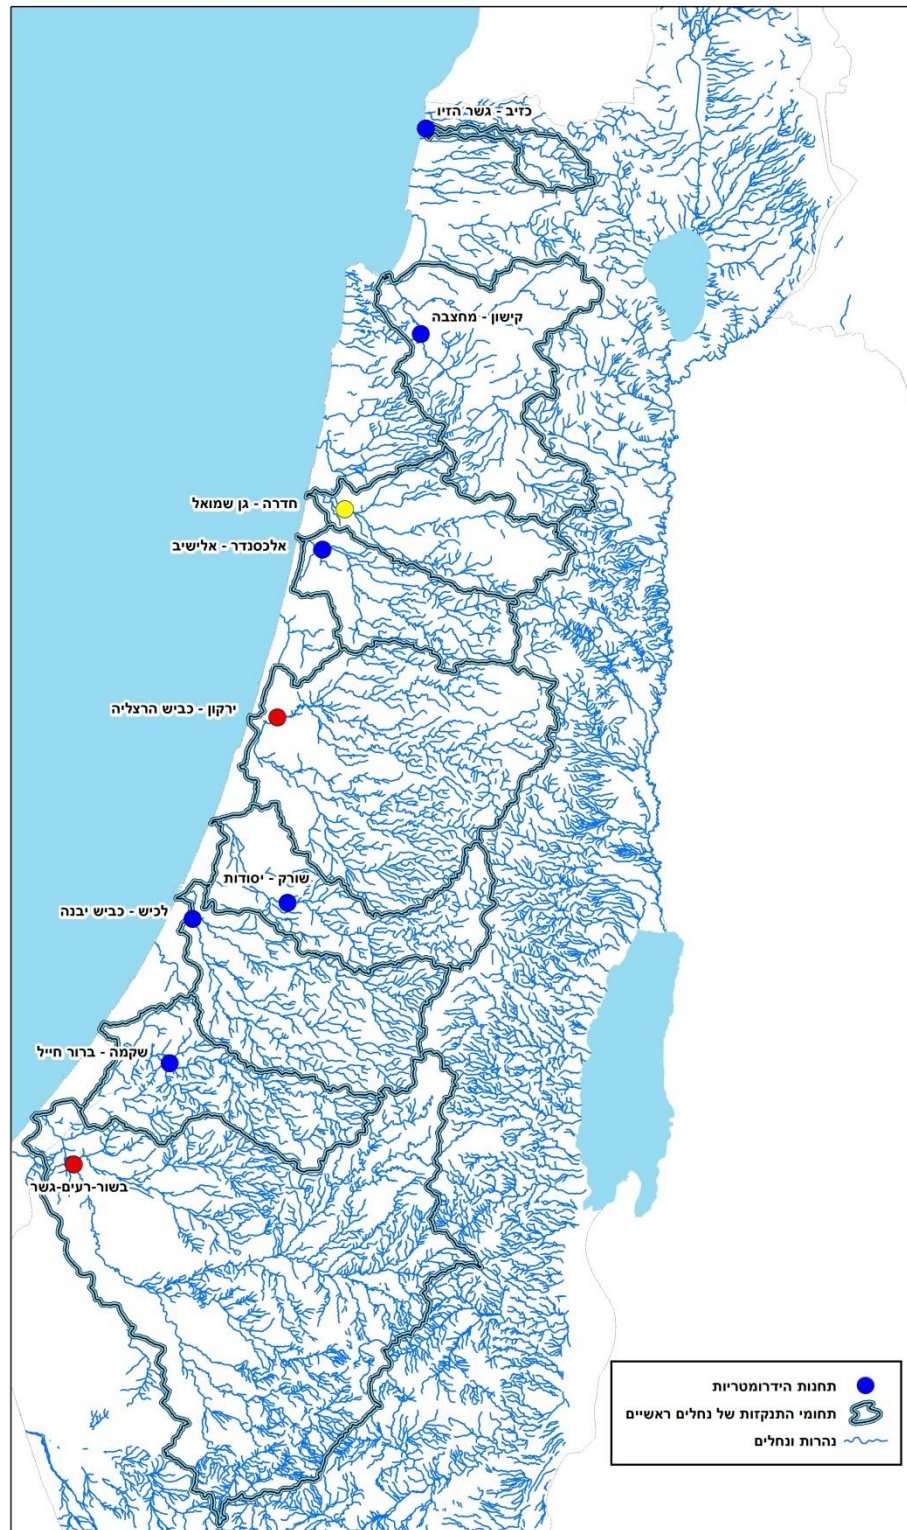 כזיב - גשר הזיו
קישון - מחצבה
חדרה - גן שמואל
אלכסנדר - אלישיב
ירקון - כביש הרצליה
שורק - יסודות
לכיש - כביש יבנה
שקמה - ברור חייל
בשור-רעים-גשר
תחנות הידרומטריות
תחומי התנקזות של נחלים ראשיים
נהרות ונחלים